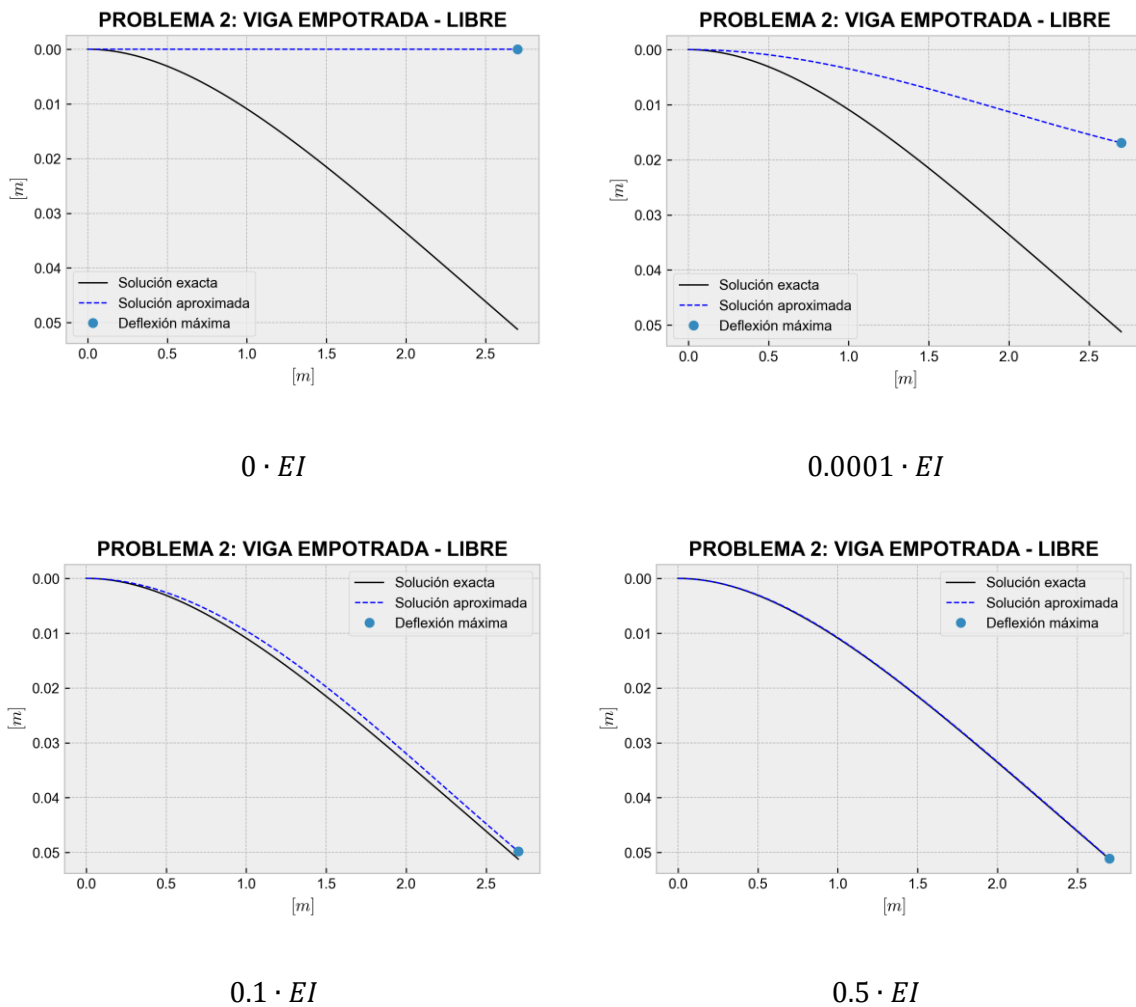 PROBLEMA 2: VIGA EMPOTRADA - LIBRE
0.00
0.01
0.02
0.03
0.04
0.05
[m]
Solución exacta
Solución aproximada
Deflexión máxima
0.0 0.5 1.0 1.5 2.0 2.5
[m]
0 · EI
PROBLEMA 2: VIGA EMPOTRADA - LIBRE
0.00
0.01
0.02
0.03
0.04
0.05
[m]
Solución exacta
Solución aproximada
Deflexión máxima
0.0 0.5 1.0 1.5 2.0 2.5
[m]
0.0001 · EI
PROBLEMA 2: VIGA EMPOTRADA - LIBRE
Solución exacta
Solución aproximada
Deflexión máxima
0.00
0.01
0.02
0.03
0.04
0.05
[m]
0.0 0.5 1.0 1.5 2.0 2.5
[m]
0.1 · EI
PROBLEMA 2: VIGA EMPOTRADA - LIBRE
Solución exacta
Solución aproximada
Deflexión máxima
0.00
0.01
0.02
0.03
0.04
0.05
[m]
0.0 0.5 1.0 1.5 2.0 2.5
[m]
0.5 · EI